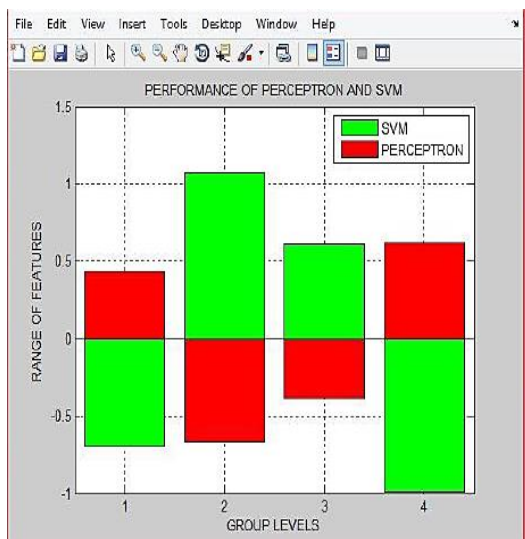 File Edit View Insert Tools Desktop Window Help
PERFORMANCE OF PERCEPTRON AND SVM
SVM
PERCEPTRON
RANGE OF FEATURES
1.5
1
0.5
0
-0.5
-1
1 2 3 4
GROUP LEVELS